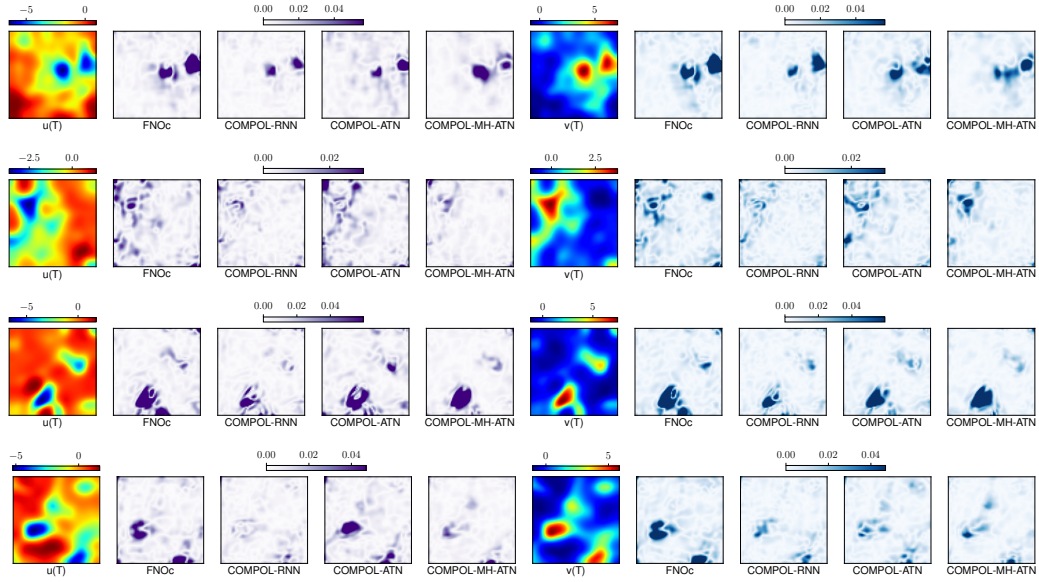 −5 0 0.00 0.02 0.04 0 5 0.00 0.02 0.04
u(T) FNOc COMPOL-RNN COMPOL-ATN COMPOL-MH-ATN v(T) FNOc COMPOL-RNN COMPOL-ATN COMPOL-MH-ATN
−2.5 0.0 0.00 0.02 0.0 2.5 0.00 0.02
u(T) FNOc COMPOL-RNN COMPOL-ATN COMPOL-MH-ATN v(T) FNOc COMPOL-RNN COMPOL-ATN COMPOL-MH-ATN
−5 0 0.00 0.02 0.04 0 5 0.00 0.02 0.04
u(T) FNOc COMPOL-RNN COMPOL-ATN COMPOL-MH-ATN v(T) FNOc COMPOL-RNN COMPOL-ATN COMPOL-MH-ATN
−5 0 0.00 0.02 0.04 0 5 0.00 0.02 0.04
u(T) FNOc COMPOL-RNN COMPOL-ATN COMPOL-MH-ATN v(T) FNOc COMPOL-RNN COMPOL-ATN COMPOL-MH-ATN